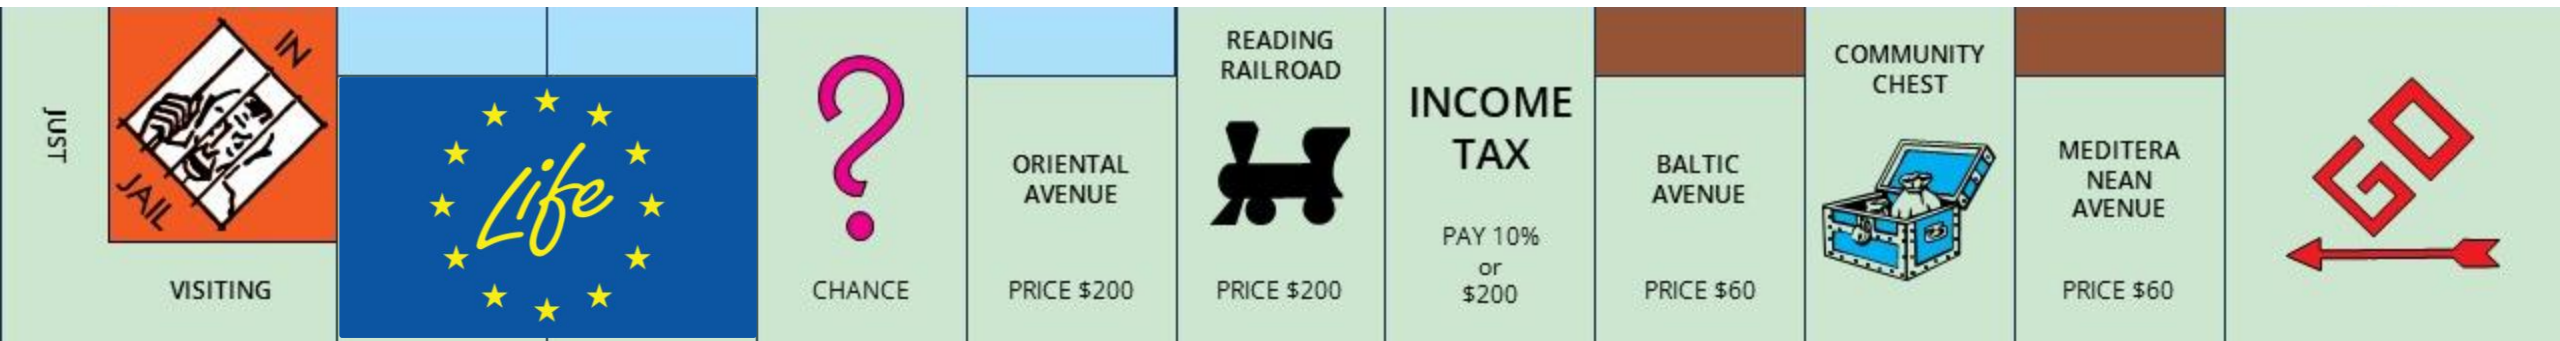 JUST
IN
JAIL
VISITING
Life
CHANCE
ORIENTAL
AVENUE
PRICE $200
READING
RAILROAD
PRICE $200
INCOME
TAX
PAY 10%
or
$200
BALTIC
AVENUE
PRICE $60
COMMUNITY
CHEST
MEDITERA
NEAN
AVENUE
PRICE $60
GO